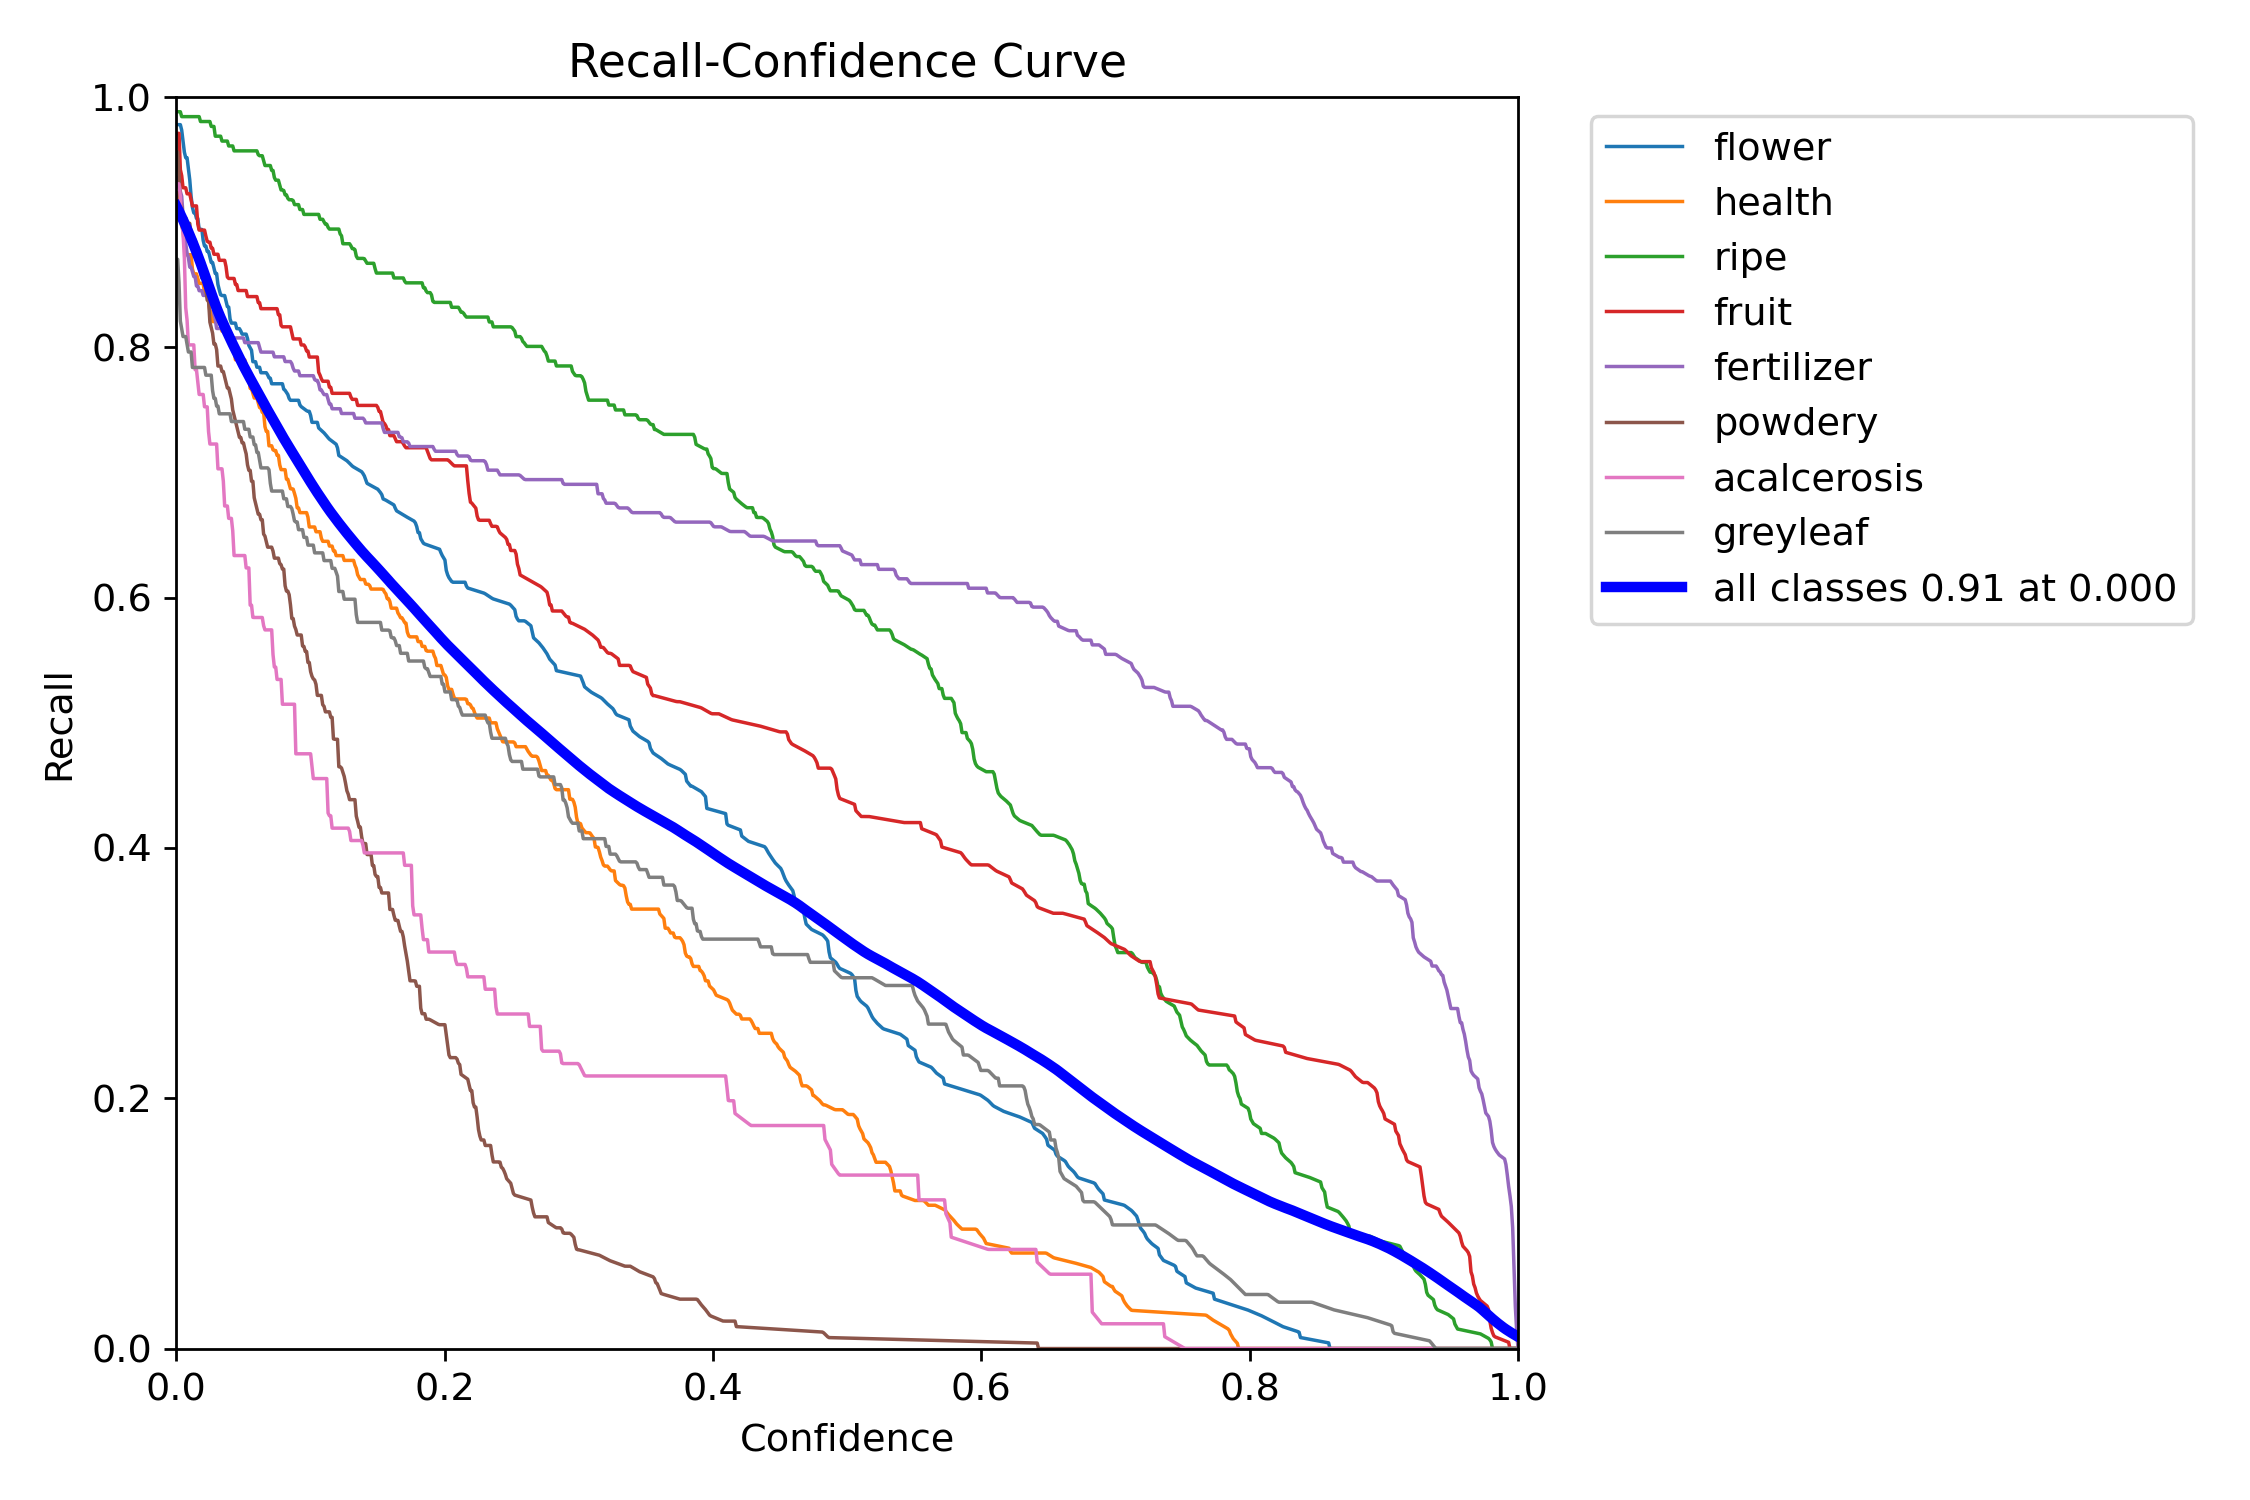 Recall-Confidence Curve
1.0
0.8
0.6
0.4
0.2
0.0
Recall
0.0 0.2 0.4 0.6 0.8 1.0
Confidence
flower
health
ripe
fruit
fertilizer
powdery
acalcerosis
greyleaf
all classes 0.91 at 0.000